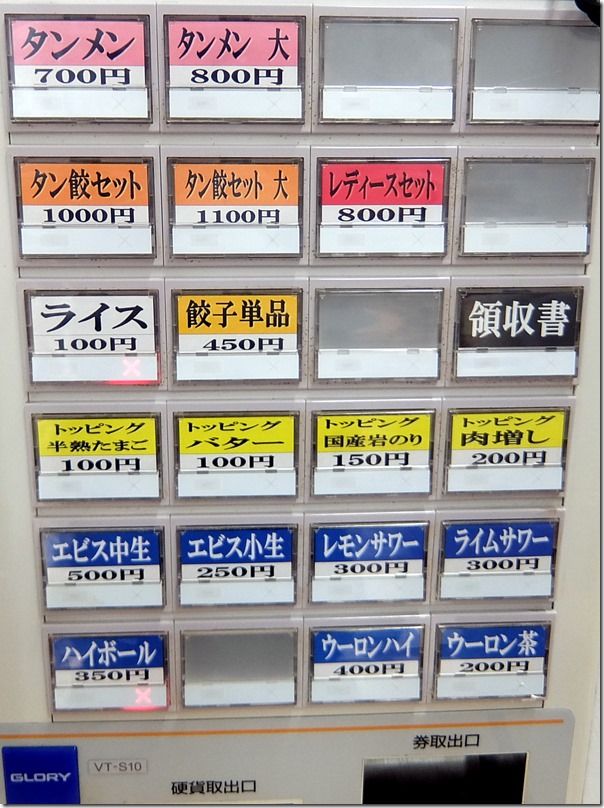 タンメン
700円
タンメン 大
800円
タン餃セット
1000円
タン餃セット 大
1100円
レディースセット
800円
ライス
100円
×
餃子単品
450円
領収書
トッピング
半熟たまご
100円
トッピング
バター
100円
トッピング
国産岩のり
150円
トッピング
肉増し
200円
エビス中生
500円
エビス小生
250円
レモンサワー
300円
ライムサワー
300円
ハイボール
350円
×
ウーロンハイ
400円
ウーロン茶
200円
GLORY
VT-S10
硬貨取出口
券取出口